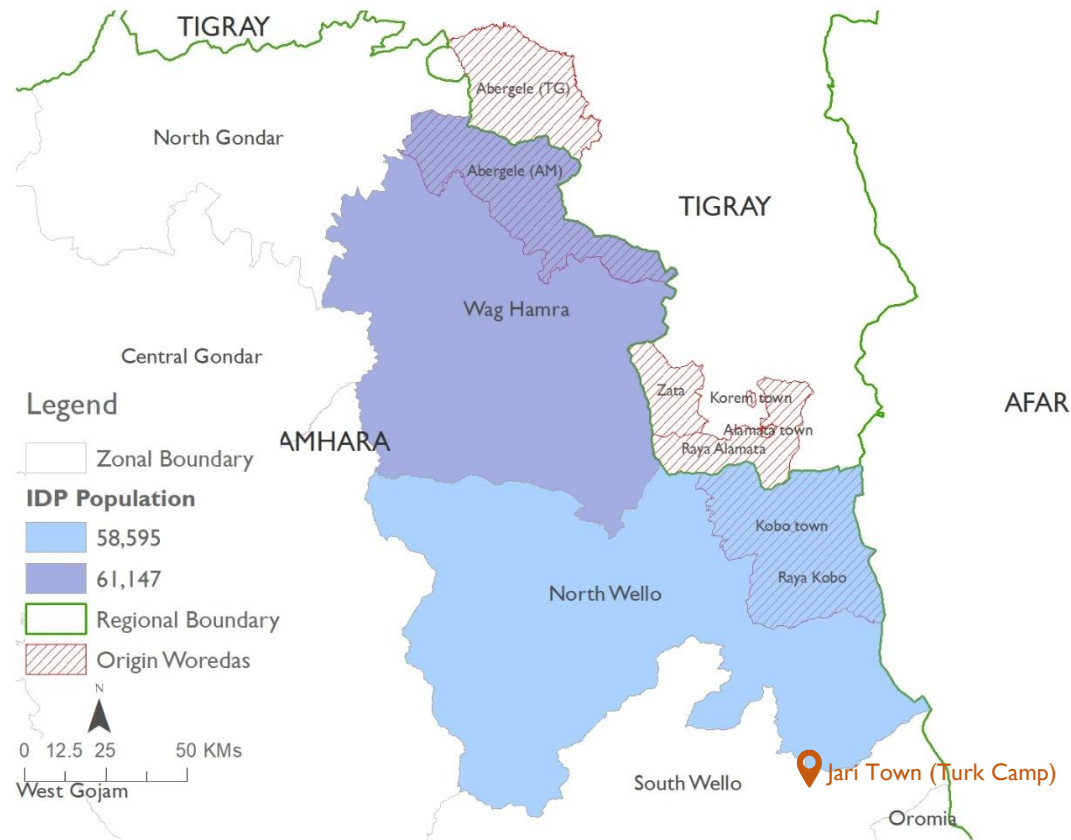 TIGRAY
Abergele (TG)
North Gondar
Abergele (AM)
TIGRAY
Wag Hamra
Central Gondar
Zata
Korem town
AFAR
Alamata town
Raya Alamata
AMHARA
Kobo town
Raya Kobo
North Wello
Legend
Zonal Boundary
IDP Population
58,595
61,147
Regional Boundary
Origin Woredas
N
0 12.5 25 50 KMs
West Gojam
South Wello
Jari Town (Turk Camp)
Oromia